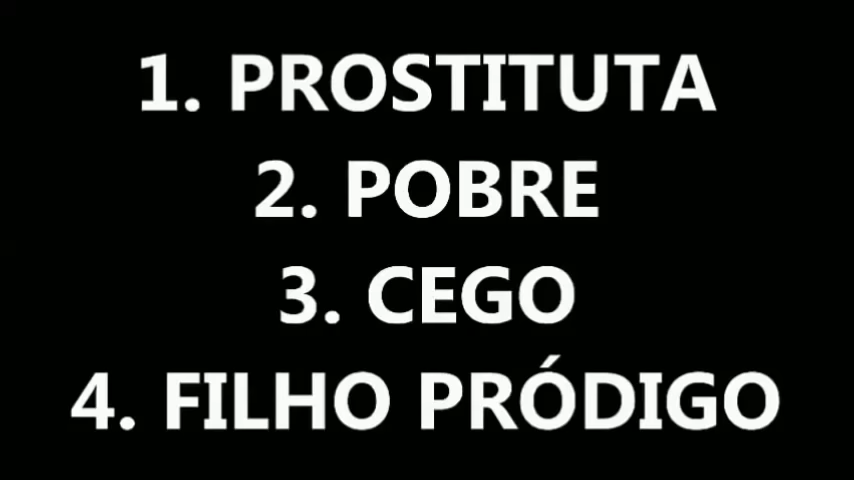 1. PROSTITUTA
2. POBRE
3. CEGO
4. FILHO PRÓDIGO